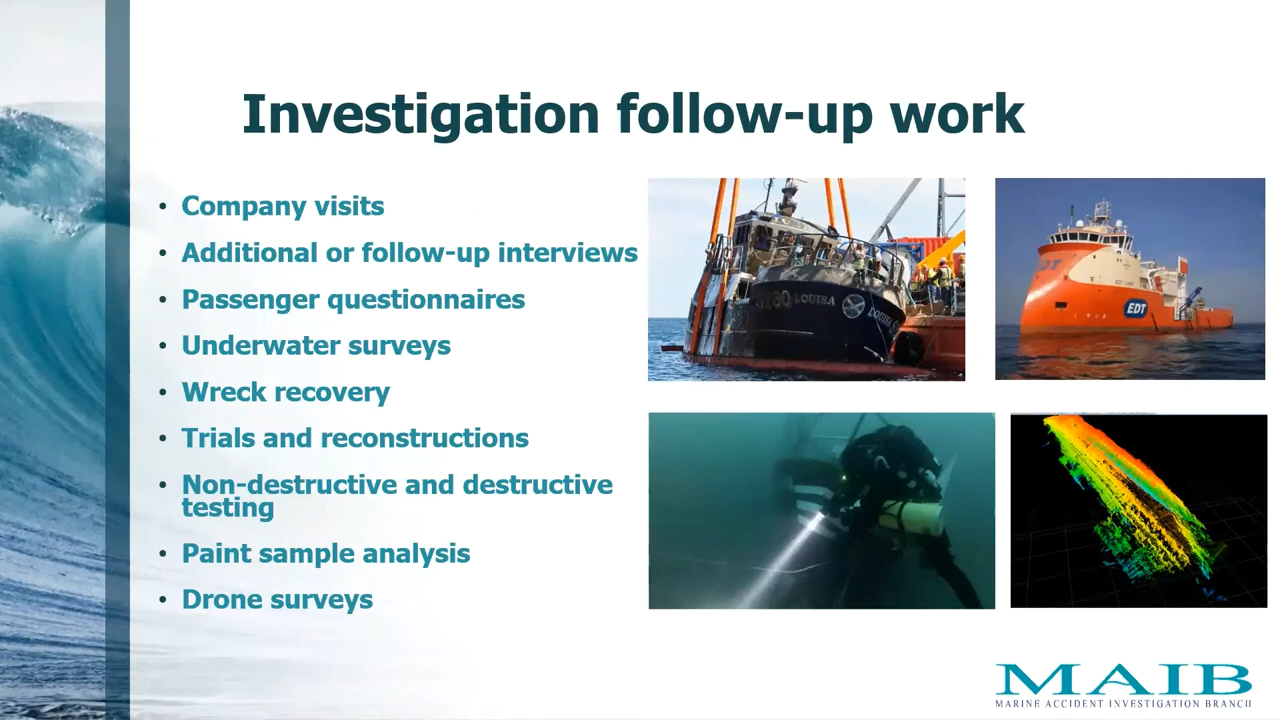 Investigation follow-up work
• Company visits
• Additional or follow-up interviews
• Passenger questionnaires
• Underwater surveys
• Wreck recovery
• Trials and reconstructions
• Non-destructive and destructive
testing
• Paint sample analysis
• Drone surveys
LOUISA
EDT
MAIB
MARINE ACCIDENT INVESTIGATION BRANCH